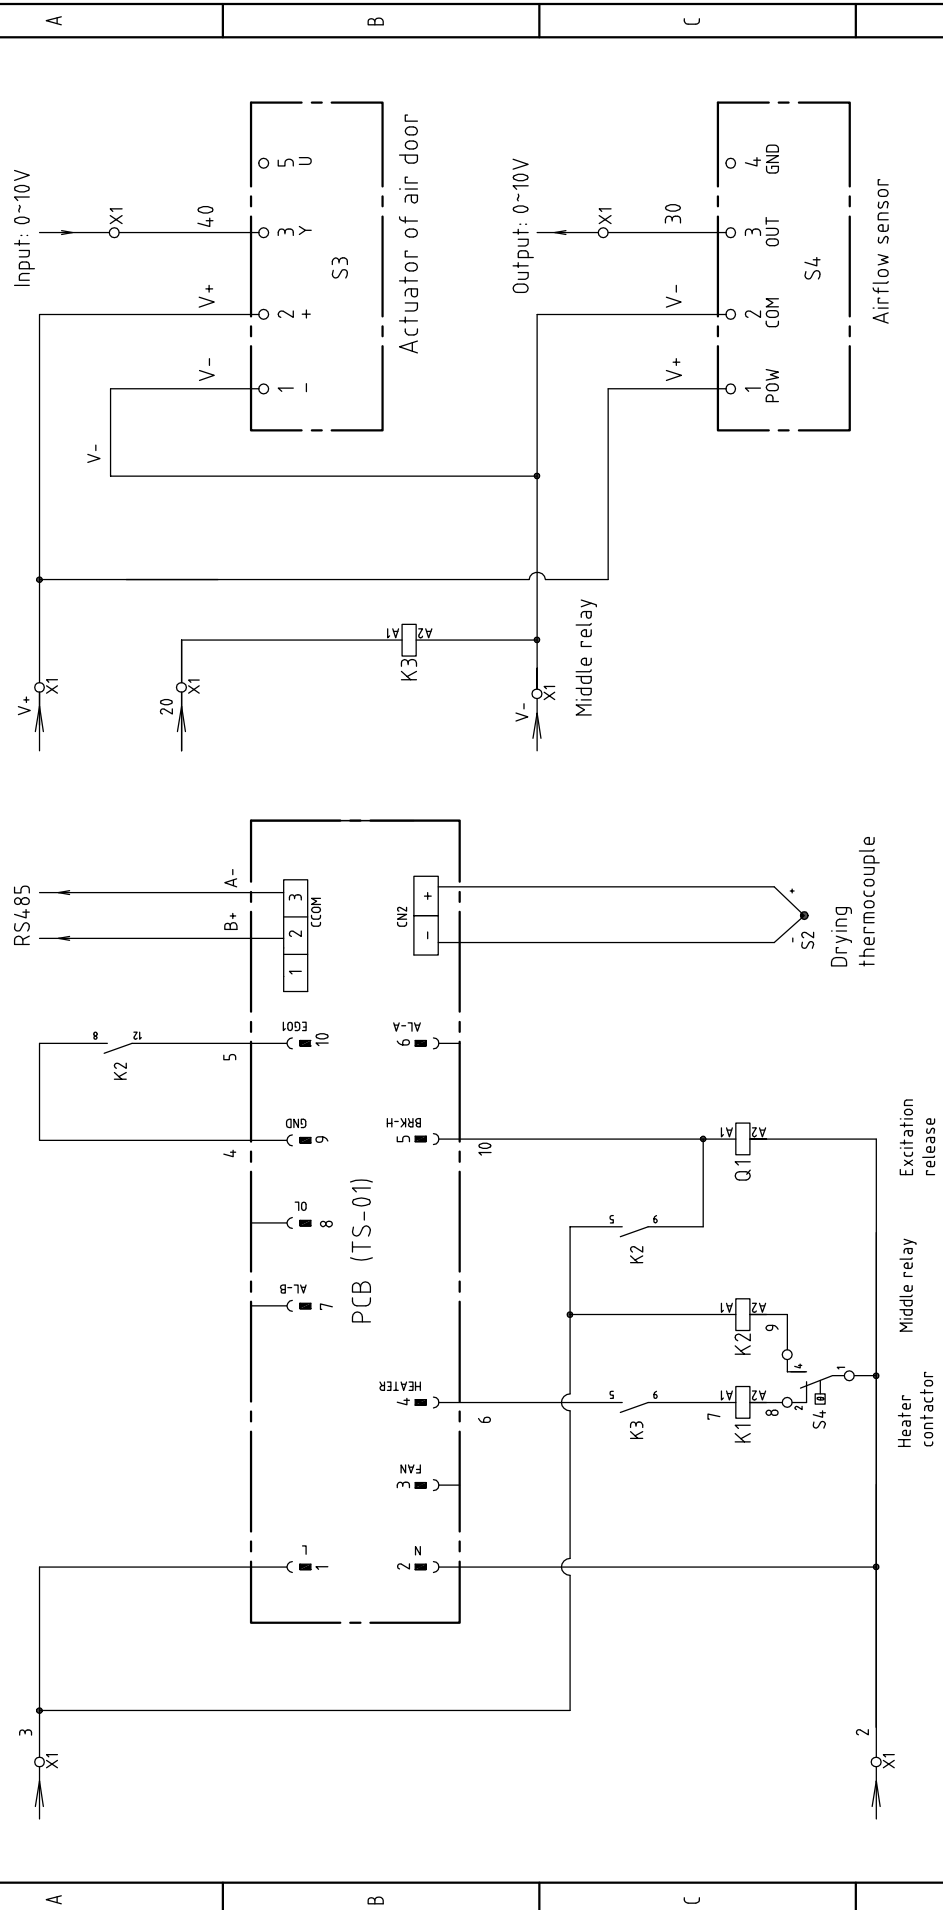 A
B
C
Input: 0~10V
X1
40
V+
V-
V-
5
U
3
Y
2
+
1
-
S3
Actuator of air door
Output: 0~10V
X1
30
V-
V+
4
GND
3
OUT
2
COM
1
POW
S4
Airflow sensor
V+
X1
20
X1
A1
A2
K3
V-
X1
Middle relay
RS485
A-
B+
3
2
1
CCOM
+
-
CN2
+
-
S2
Drying
thermocouple
8
12
K2
5
4
EGO1
10
GND
9
OL
8
AL-B
7
L
1
AL-A
6
BRK-H
5
HEATER
4
FAN
3
N
2
PCB (TS-01)
10
A1
A2
Q1
Excitation
release
5
9
K2
A1
A2
K2
9
Middle relay
6
5
9
K3
7
A1
A2
K1
8
2
4
1
S4
θ
Heater
contactor
3
X1
2
X1
A
B
C